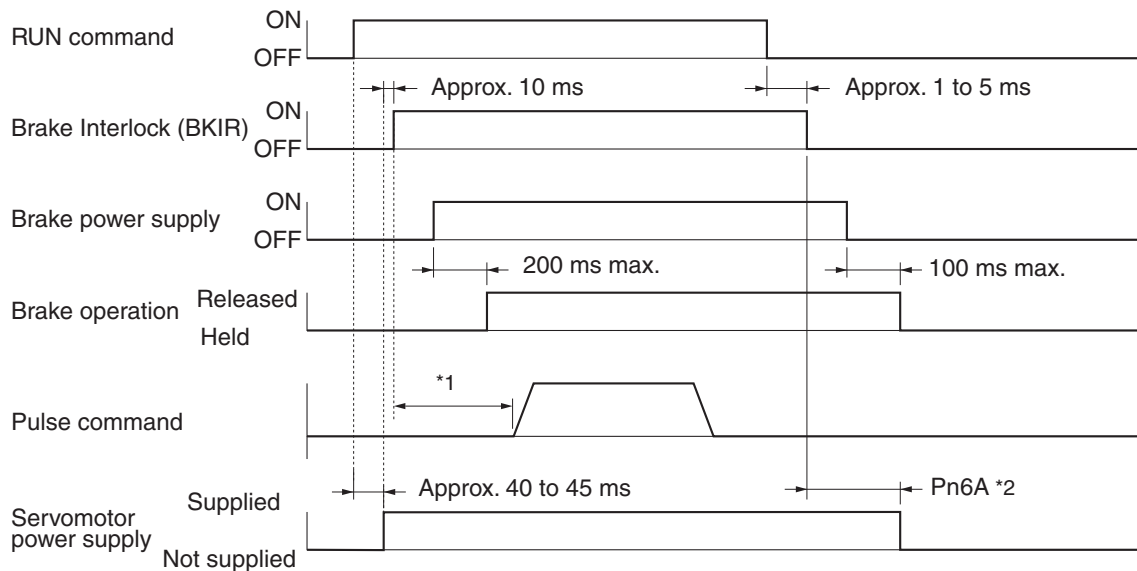 ON
RUN command
OFF
Approx. 10 ms
Approx. 1 to 5 ms
ON
Brake Interlock (BKIR)
OFF
ON
Brake power supply
OFF
200 ms max.
100 ms max.
Released
Brake operation
Held
*1
Pulse command
Supplied
Approx. 40 to 45 ms
Pn6A *2
Servomotor
power supply
Not supplied